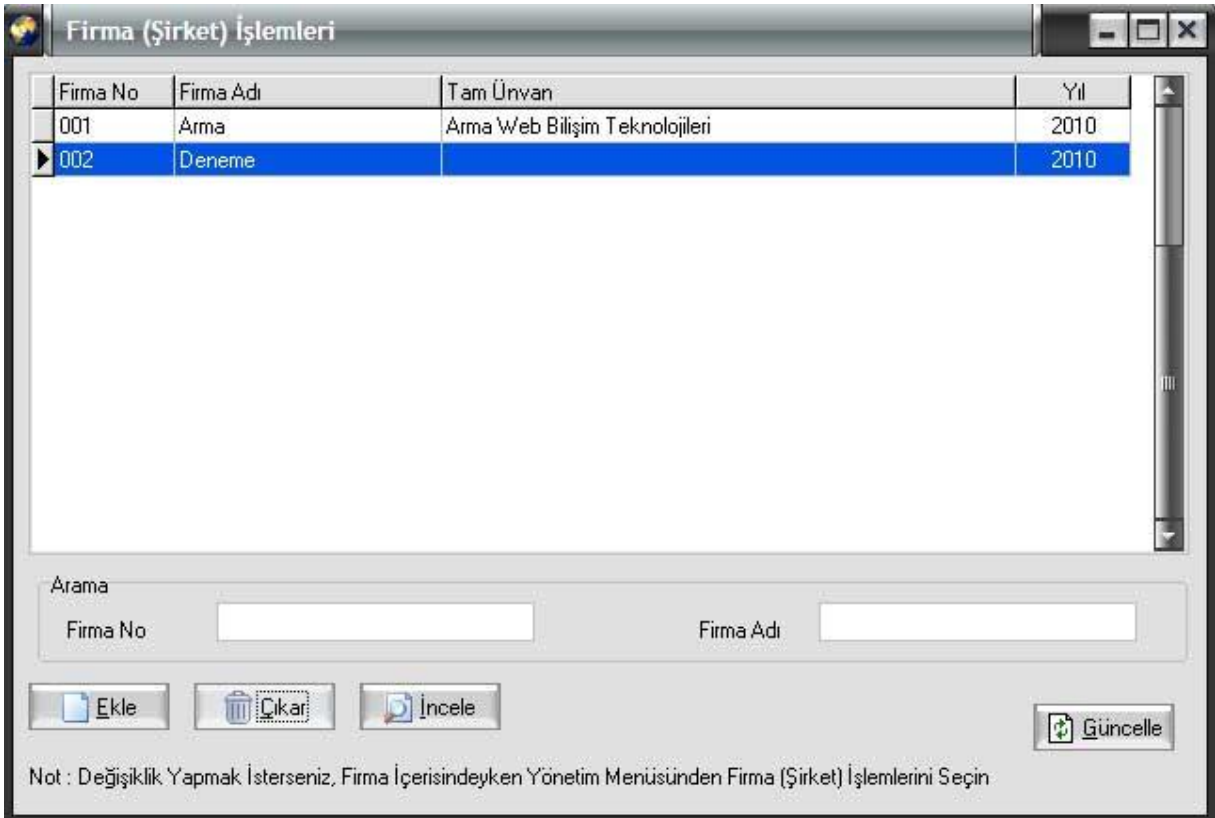 Firma (Şirket) İşlemleri
Firma No Firma Adı Tam Ünvan Yıl
001 Arma Arma Web Bilişim Teknolojileri 2010
002 Deneme 2010
Arama
Firma No Firma Adı
Ekle Çıkar İncele
Güncelle
Not : Değişiklik Yapmak İsterseniz, Firma İçerisindeyken Yönetim Menüsünden Firma (Şirket) İşlemlerini Seçin